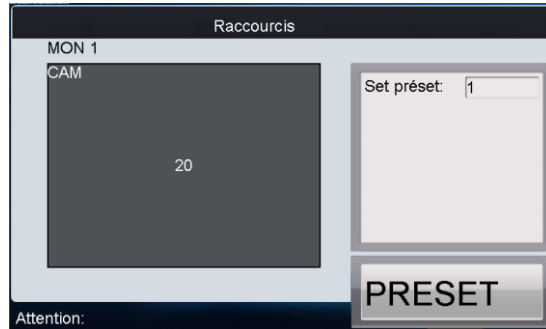 Raccourcis
MON 1
CAM
20
Set préset: 1
PRESET
Attention: